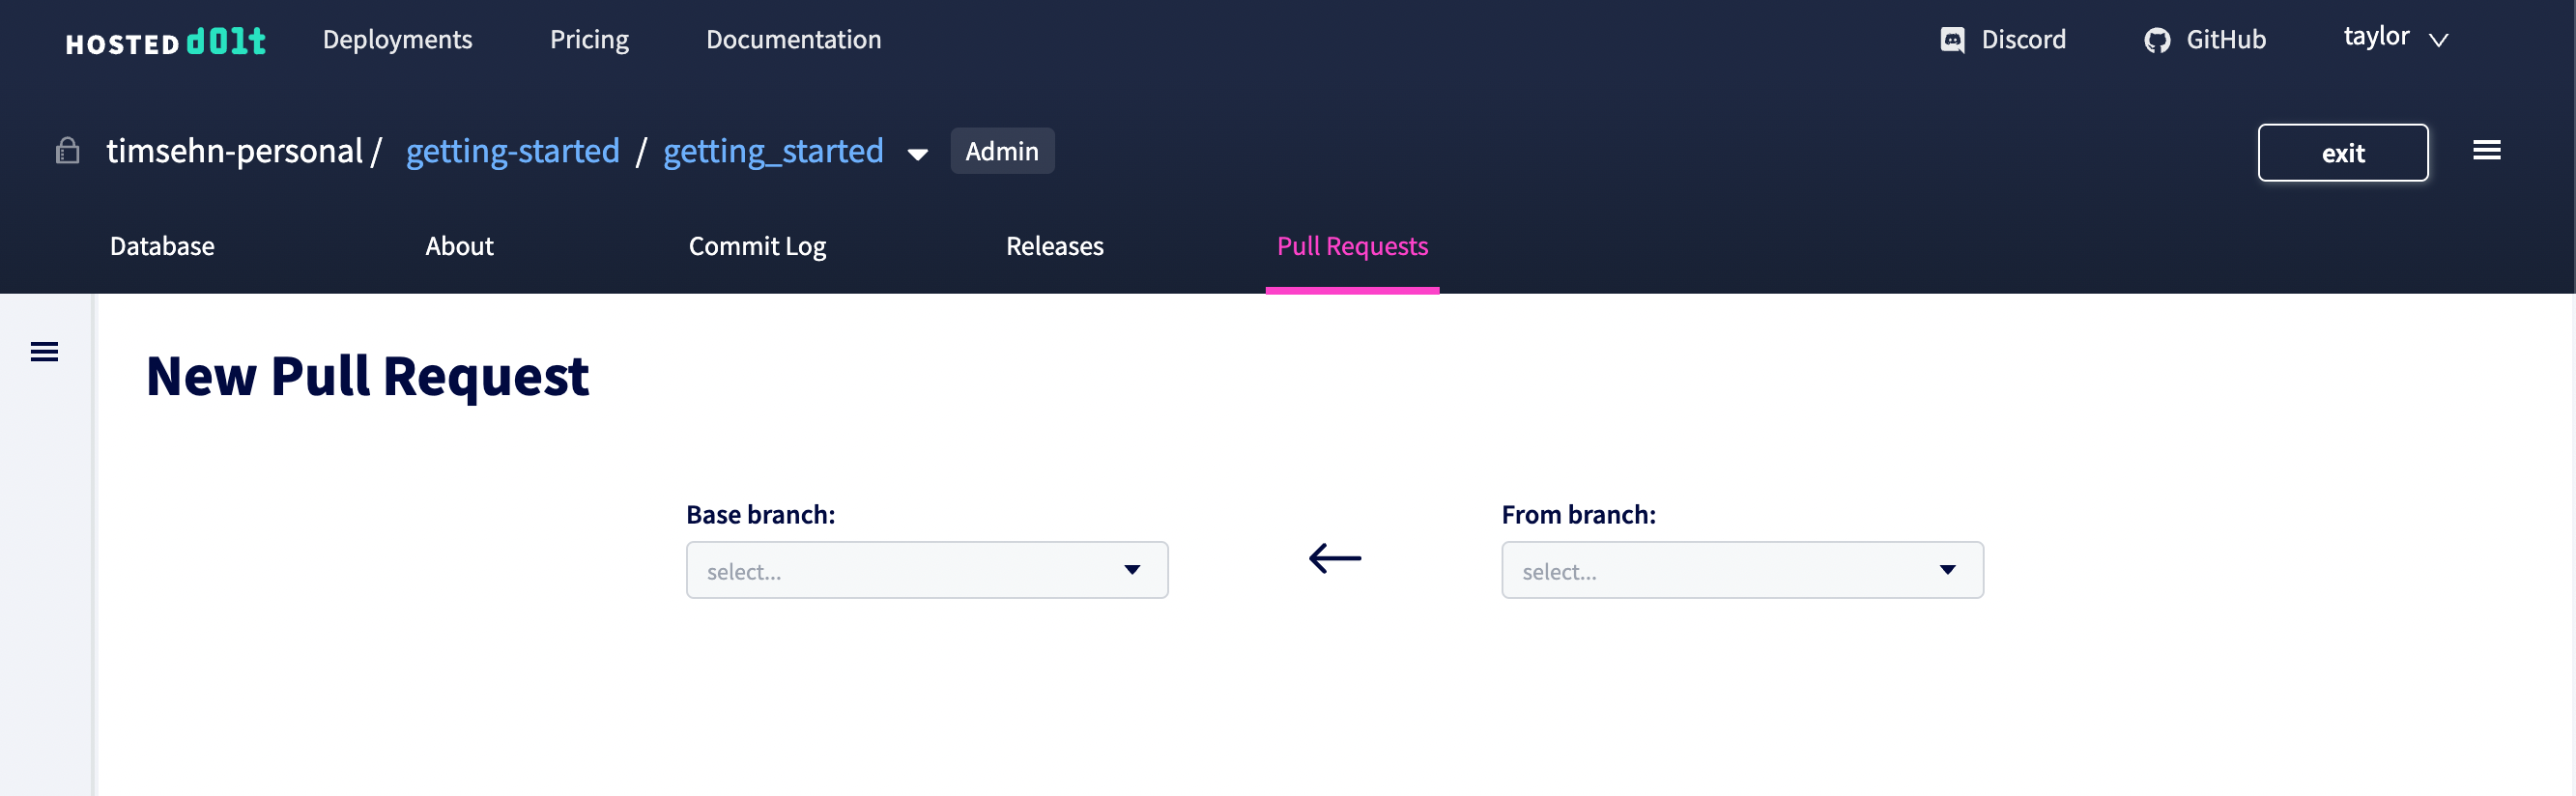 HOSTED dolt Deployments Pricing Documentation Discord GitHub taylor
timsehn-personal / getting-started / getting_started Admin exit
Database About Commit Log Releases Pull Requests
New Pull Request
Base branch: From branch:
select... select...